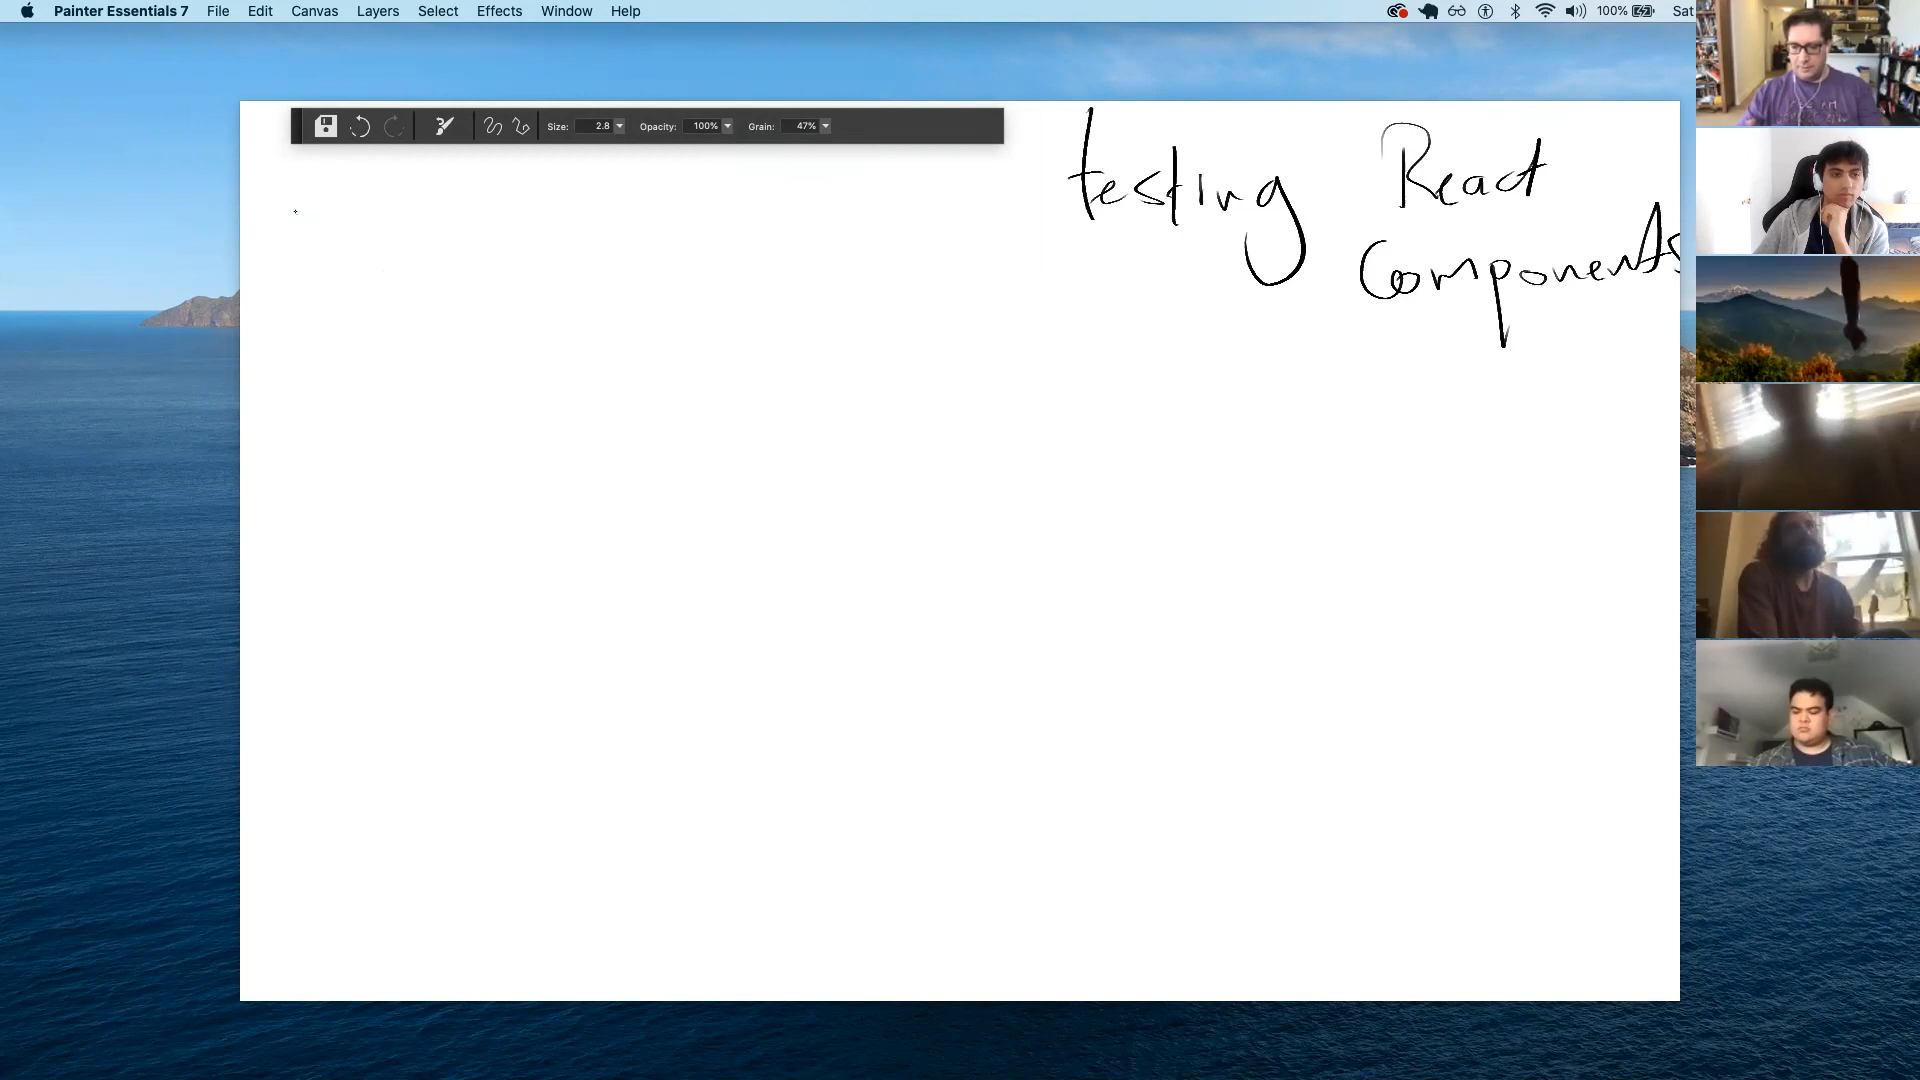 Painter Essentials 7 File Edit Canvas Layers Select Effects Window Help 100% Sat
Size: 2.8 Opacity: 100% Grain: 47%
testing React
Components